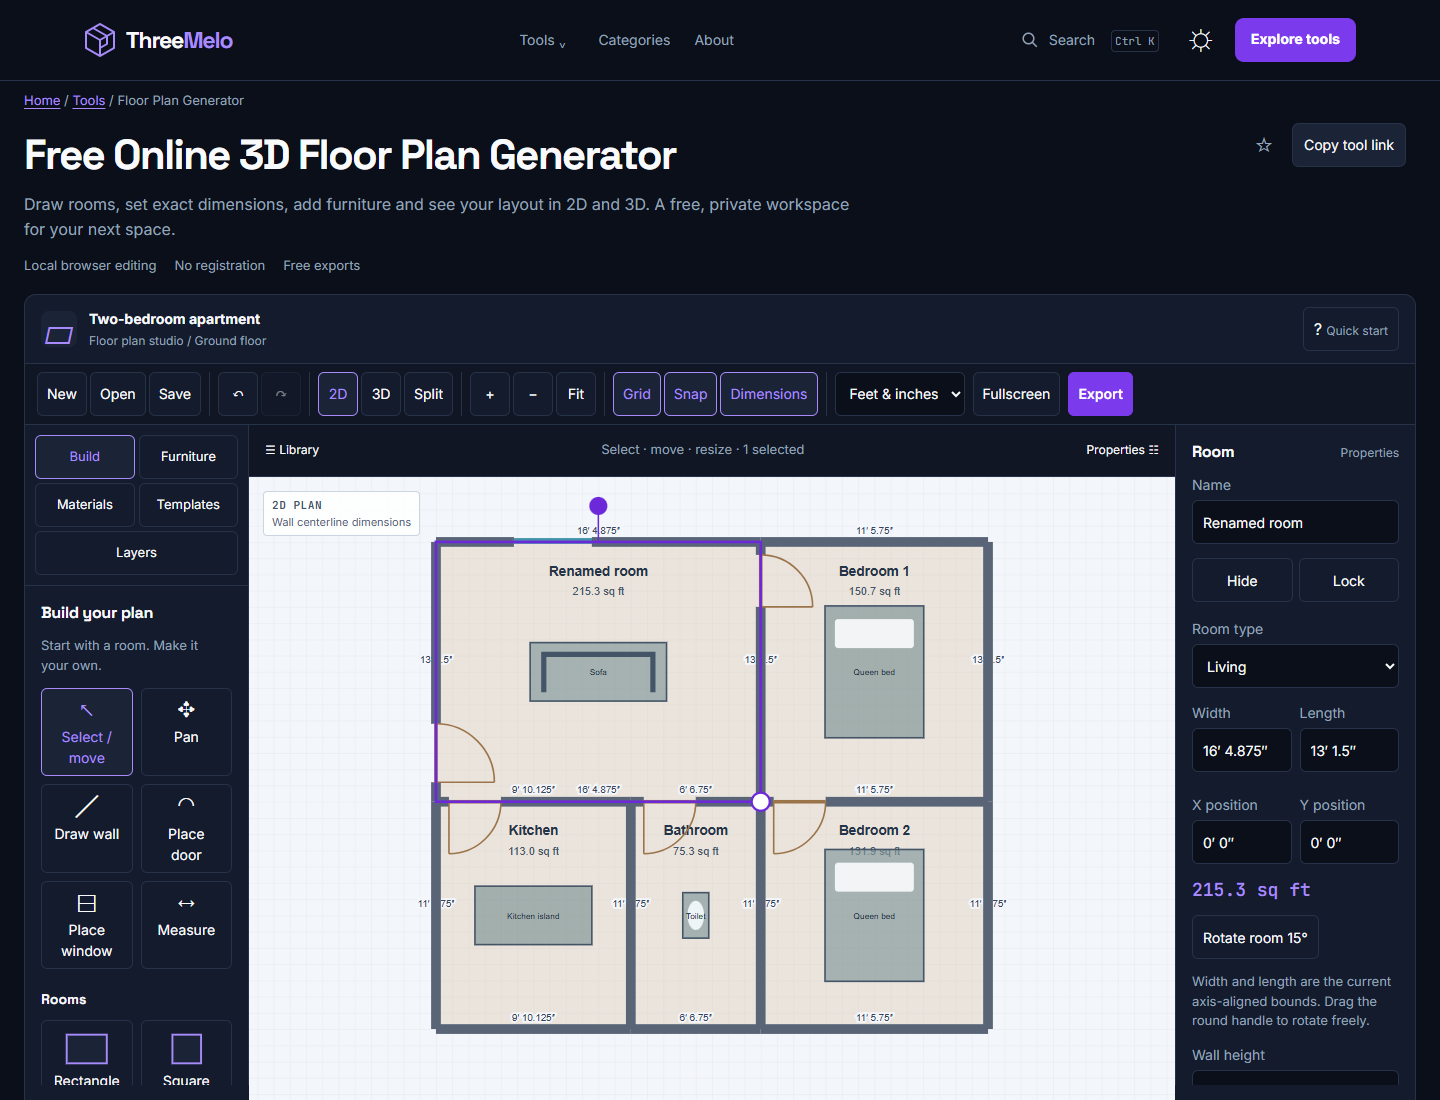 ThreeMelo
Tools
Categories
About
Search
Ctrl K
Explore tools
Home / Tools / Floor Plan Generator
Free Online 3D Floor Plan Generator
Copy tool link
Draw rooms, set exact dimensions, add furniture and see your layout in 2D and 3D. A free, private workspace
for your next space.
Local browser editing
No registration
Free exports
Two-bedroom apartment
Floor plan studio / Ground floor
? Quick start
New
Open
Save
2D
3D
Split
+
−
Fit
Grid
Snap
Dimensions
Feet & inches
Fullscreen
Export
Build
Furniture
Materials
Templates
Layers
Build your plan
Start with a room. Make it
your own.
Select /
move
Pan
Draw wall
Place
door
Place
window
Measure
Rooms
Rectangle
Square
Library
Select · move · resize · 1 selected
Properties
2D PLAN
Wall centerline dimensions
16' 4.875"
11' 5.75"
Renamed room
215.3 sq ft
Bedroom 1
150.7 sq ft
Sofa
Queen bed
9' 10.125"
16' 4.875"
6' 6.75"
11' 5.75"
Kitchen
113.0 sq ft
Bathroom
75.3 sq ft
Bedroom 2
131.9 sq ft
Kitchen island
Toilet
Queen bed
9' 10.125"
6' 6.75"
11' 5.75"
Room
Properties
Name
Renamed room
Hide
Lock
Room type
Living
Width
Length
16' 4.875"
13' 1.5"
X position
Y position
0' 0"
0' 0"
215.3 sq ft
Rotate room 15°
Width and length are the current
axis-aligned bounds. Drag the
round handle to rotate freely.
Wall height